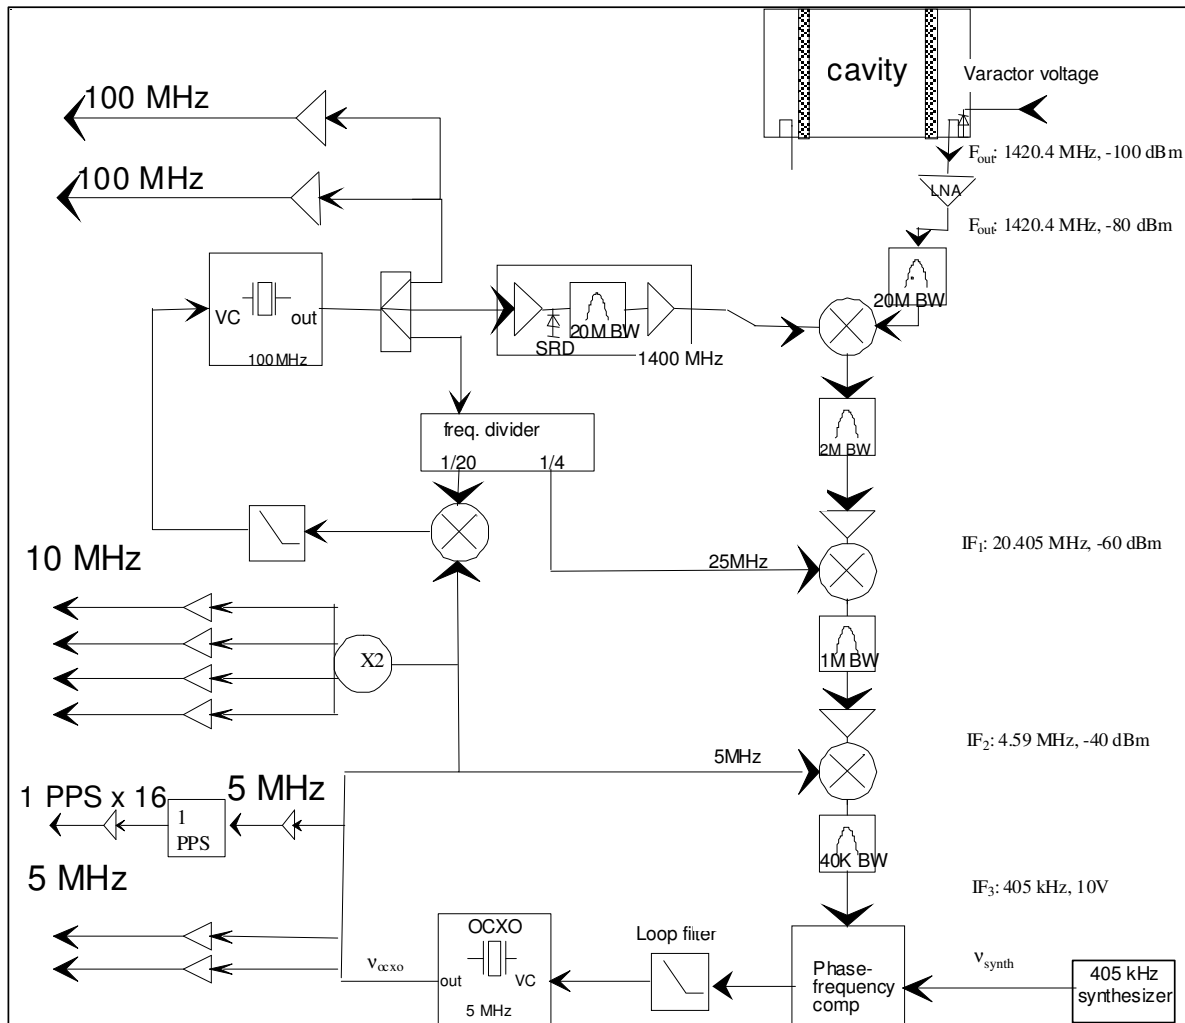 cavity
Varactor voltage
100 MHz
F_out: 1420.4 MHz, -100 dBm
100 MHz
LNA
F_out: 1420.4 MHz, -80 dBm
20M BW
VC
out
100 MHz
20M BW
SRD
1400 MHz
freq. divider
1/20
1/4
2M BW
10 MHz
25MHz
IF1: 20.405 MHz, -60 dBm
X2
1M BW
5MHz
IF2: 4.59 MHz, -40 dBm
1 PPS x 16
5 MHz
1
PPS
40K BW
5 MHz
IF3: 405 kHz, 10V
OCXO
Loop filter
νocxo
out
VC
5 MHz
Phase-
frequency
comp
νsynth
405 kHz
synthesizer